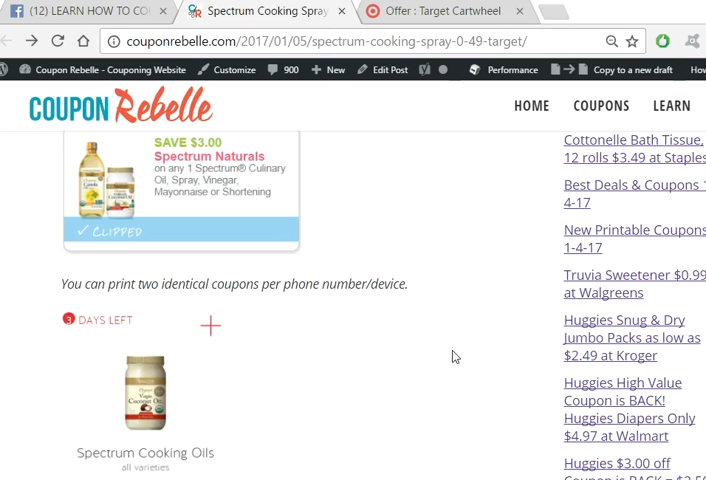 (12) LEARN HOW TO COU
Spectrum Cooking Spray
Offer : Target Cartwheel
couponrebelle.com/2017/01/05/spectrum-cooking-spray-0-49-target/
Coupon Rebelle - Couponing Website
Customize
900
New
Edit Post
Performance
Copy to a new draft
How
COUPON Rebelle
HOME
COUPONS
LEARN
SAVE $3.00
Spectrum Naturals
on any 1 Spectrum® Culinary
Oil, Spray, Vinegar,
Mayonnaise or Shortening
CLIPPED
You can print two identical coupons per phone number/device.
3 DAYS LEFT
Coconut Oil
Spectrum Cooking Oils
all varieties
Cottonelle Bath Tissue,
12 rolls $3.49 at Staples
Best Deals & Coupons 1
4-17
New Printable Coupons
1-4-17
Truvia Sweetener $0.99
at Walgreens
Huggies Snug & Dry
Jumbo Packs as low as
$2.49 at Kroger
Huggies High Value
Coupon is BACK!
Huggies Diapers Only
$4.97 at Walmart
Huggies $3.00 off